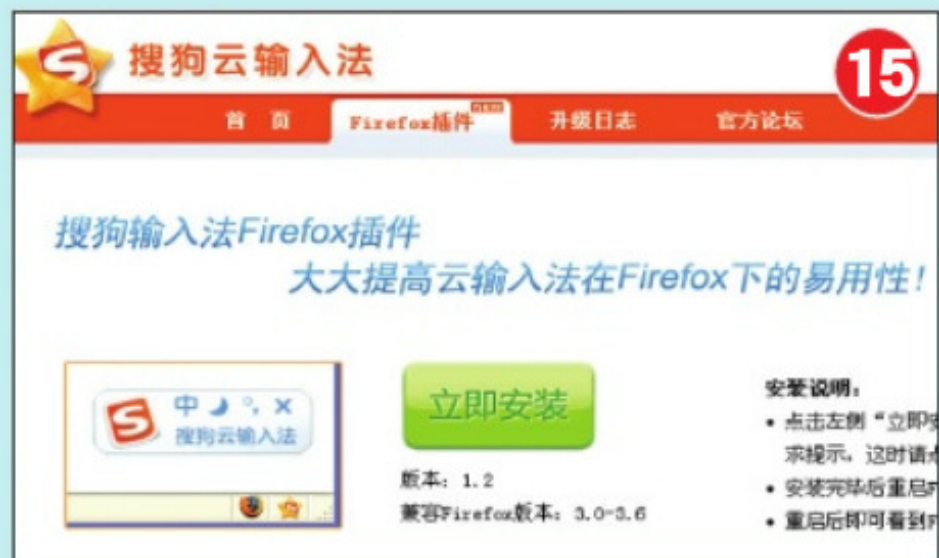 搜狗云输入法
15
首 页 Firefox插件 NEW 升级日志 官方论坛
搜狗输入法Firefox插件
大大提高云输入法在Firefox下的易用性！
中
搜狗云输入法
立即安装
版本：1.2
兼容Firefox版本：3.0-3.6
安装说明：
• 点击左侧“立即安
求提示，这时请点
• 安装完毕后重启F
• 重启后即可看到F